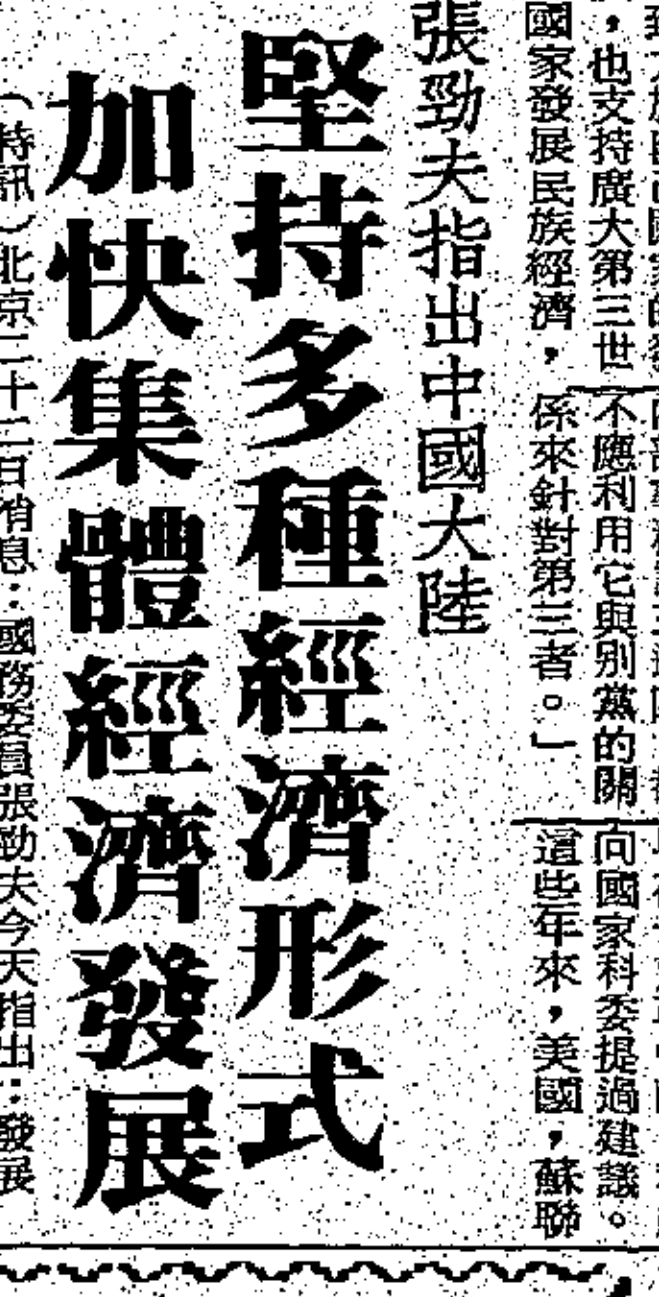 ，也支持廣大第三世
國家發展民族經濟，
不應利用它與別黨的關
係來針對第三者。」
向國家科委提過建議。
這些年來，美國，蘇聯
張勁夫指出中國大陸
堅持多種經濟形式
加快集體經濟發展
（特訊）北京二十二日消息：國務委員張勁夫今天指出：發展